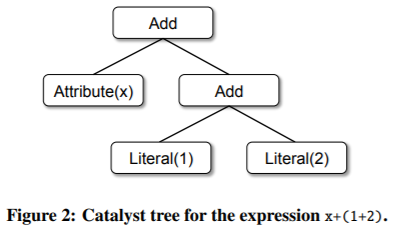 Add
Attribute(x)
Add
Literal(1)
Literal(2)
Figure 2: Catalyst tree for the expression x+(1+2).